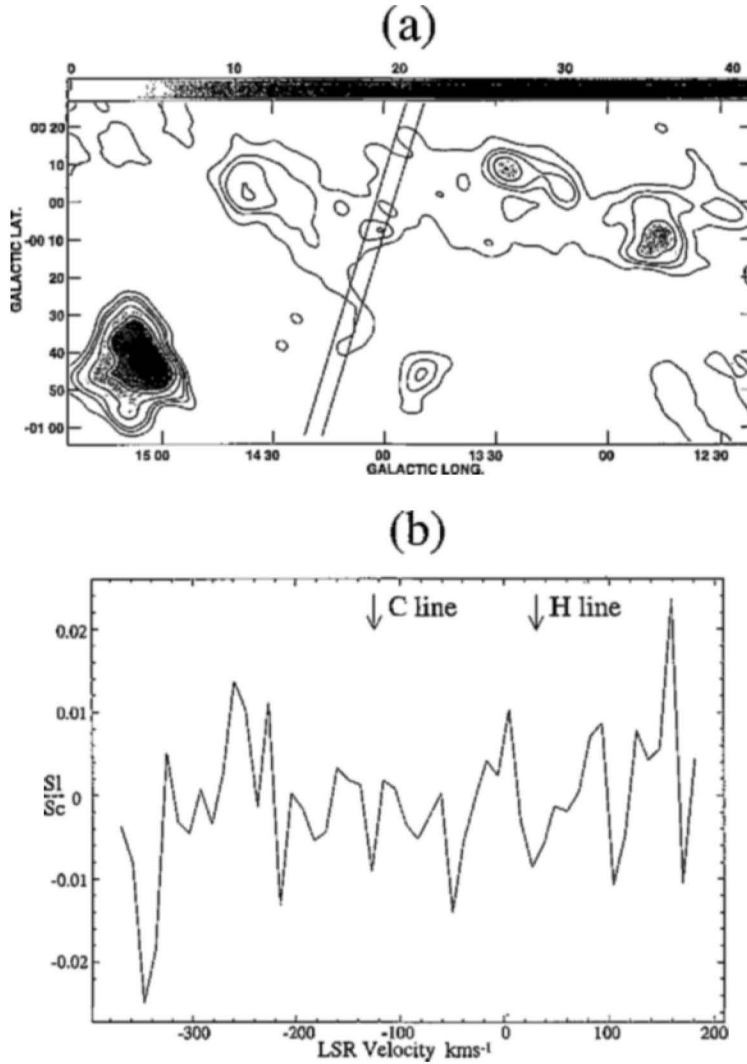 (a)
0 10 20 30 40
00 20
10
00
-00 10
20
30
40
50
-01 00
GALACTIC LAT.
15 00 14 30 00 13 30 00 12 30
GALACTIC LONG.
(b)
C line H line
0.02
0.01
0
-0.01
-0.02
Sl
Sc
-300 -200 -100 0 100 200
LSR Velocity kms-1